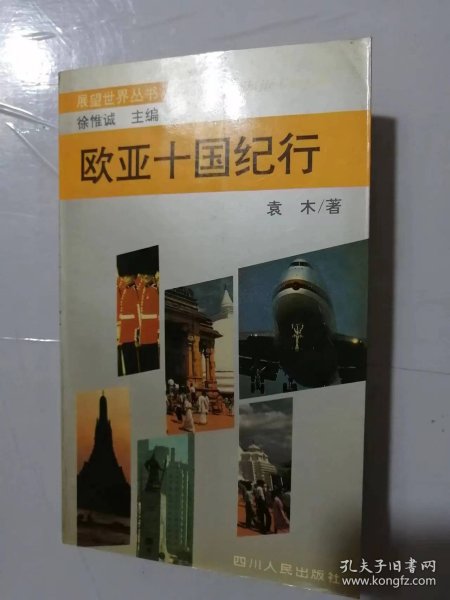 展望世界丛书
徐惟诚 主编
欧亚十国纪行
袁 木/著
四川人民出版社
孔夫子旧书网
www.kongfz.com